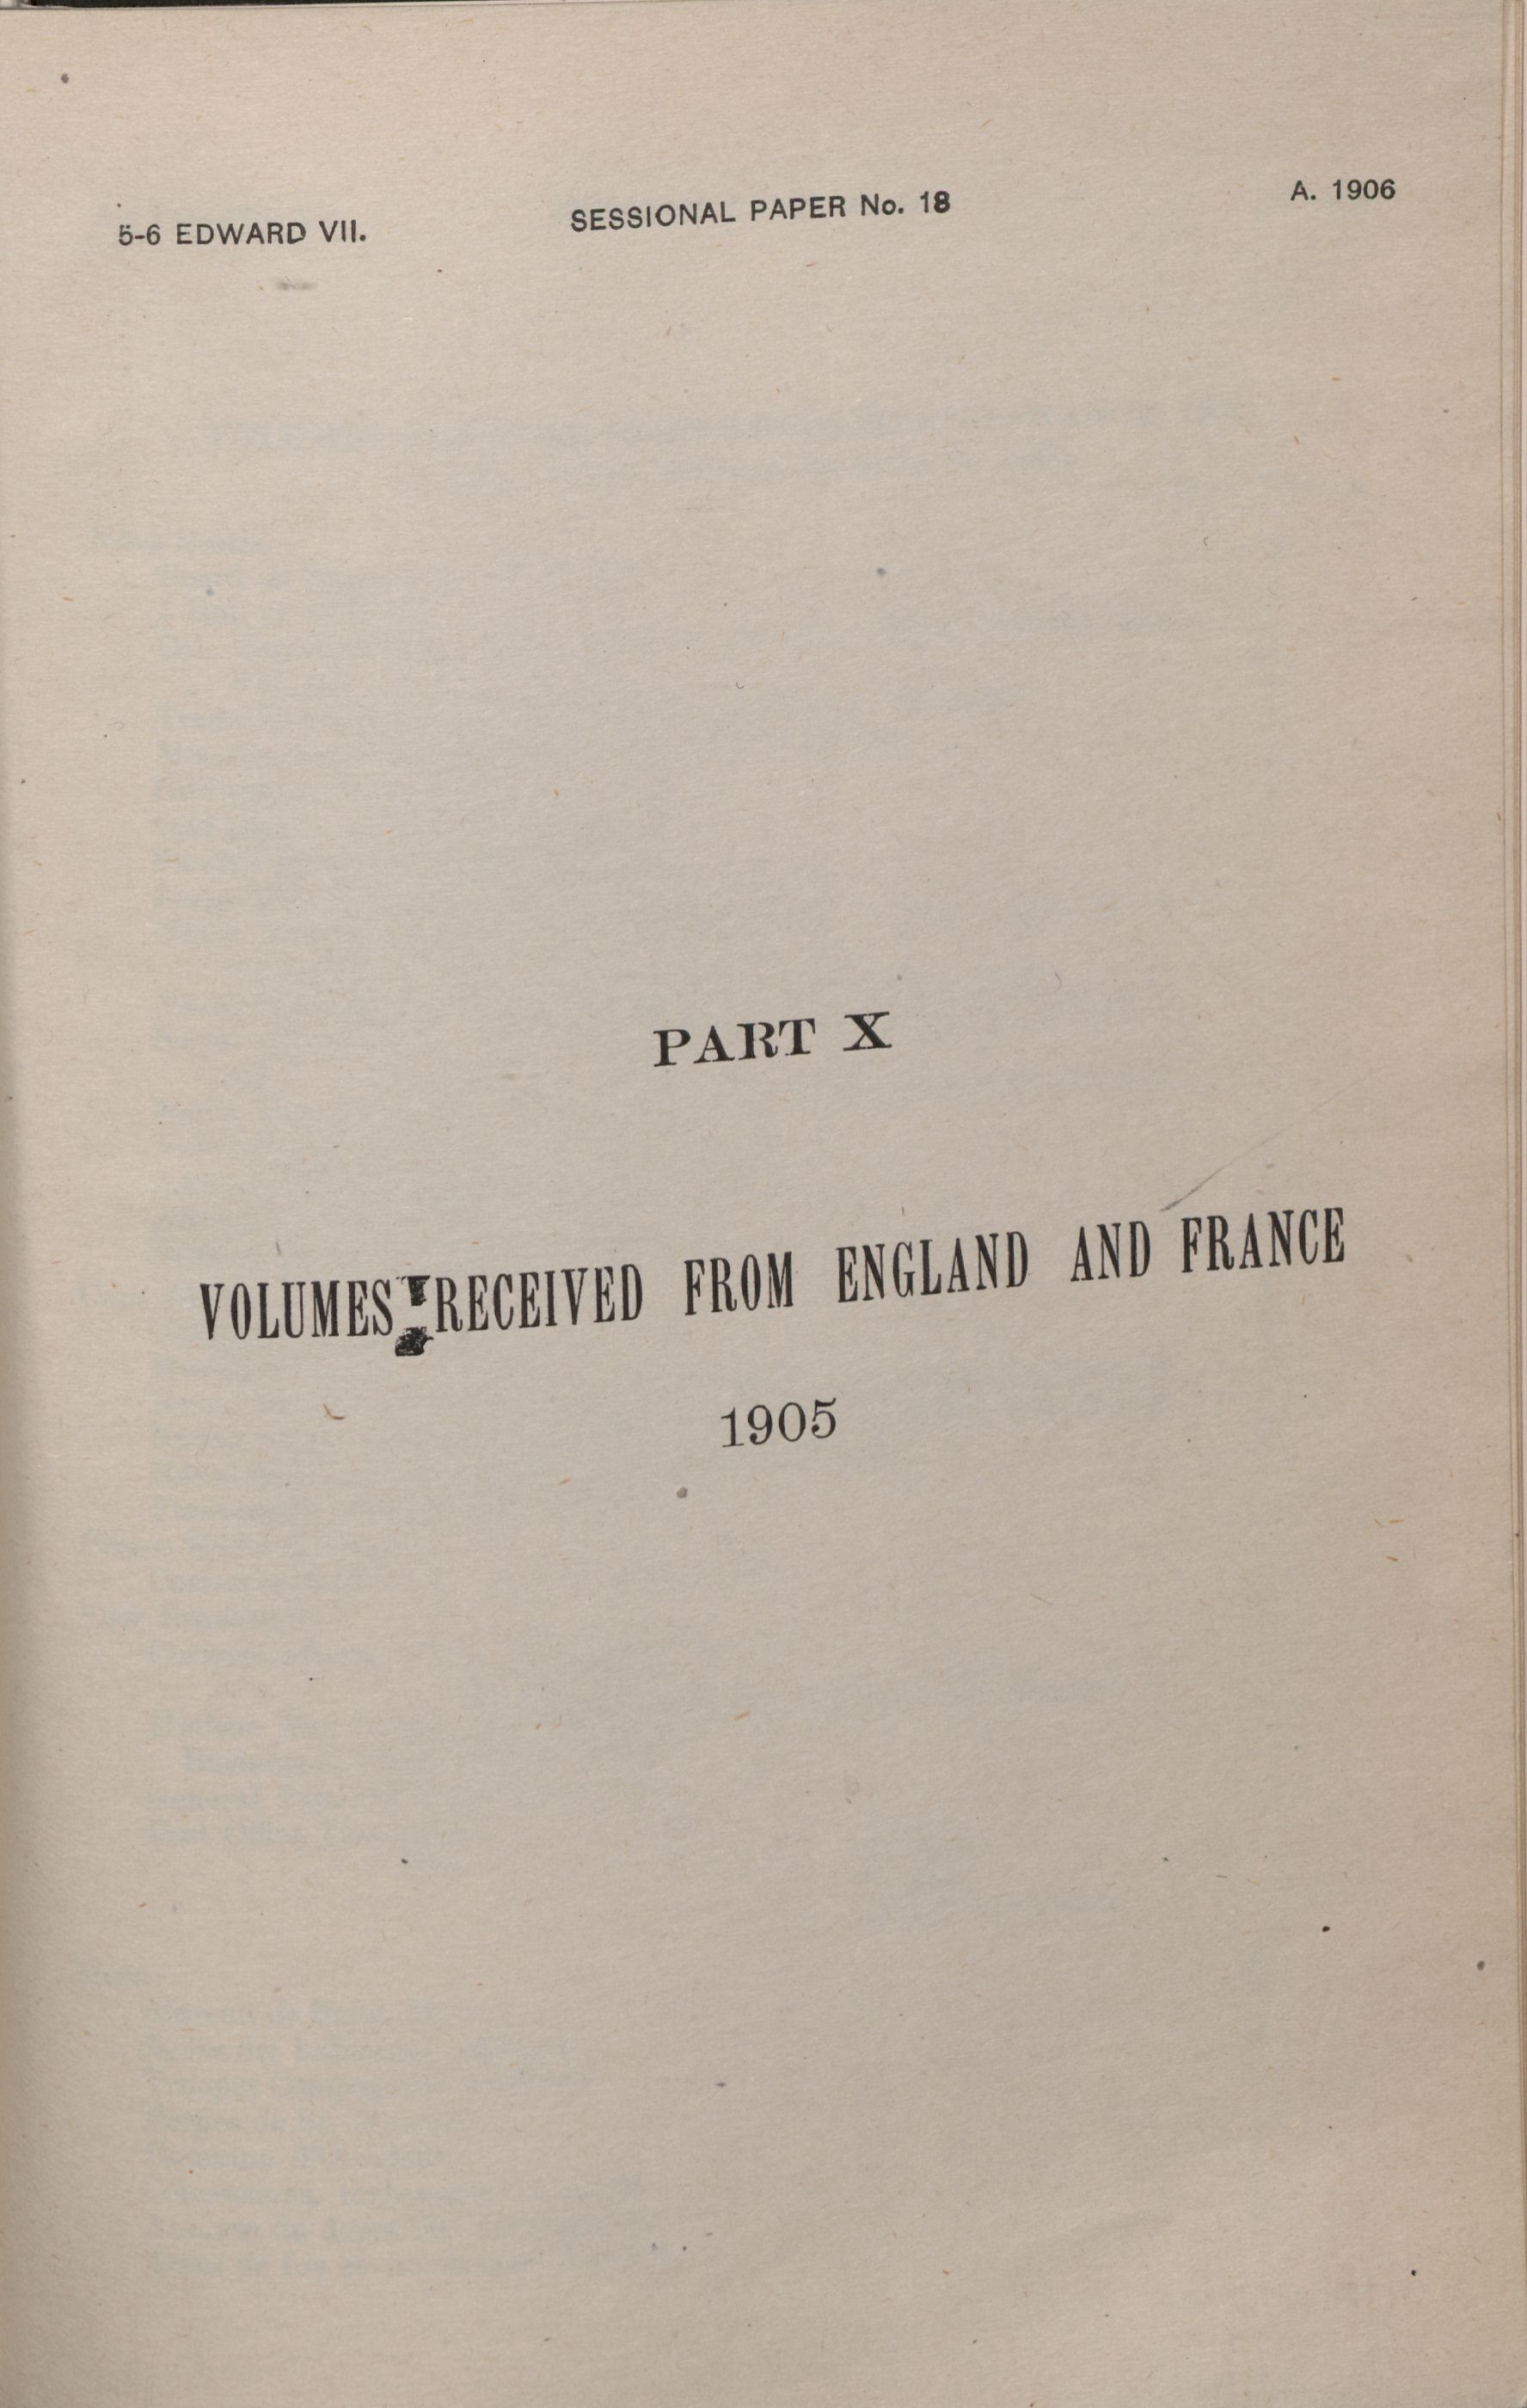 5-6 EDWARD VII. SESSIONAL PAPER No. 18 A. 1906
PART X
VOLUMES RECEIVED FROM ENGLAND AND FRANCE
1905